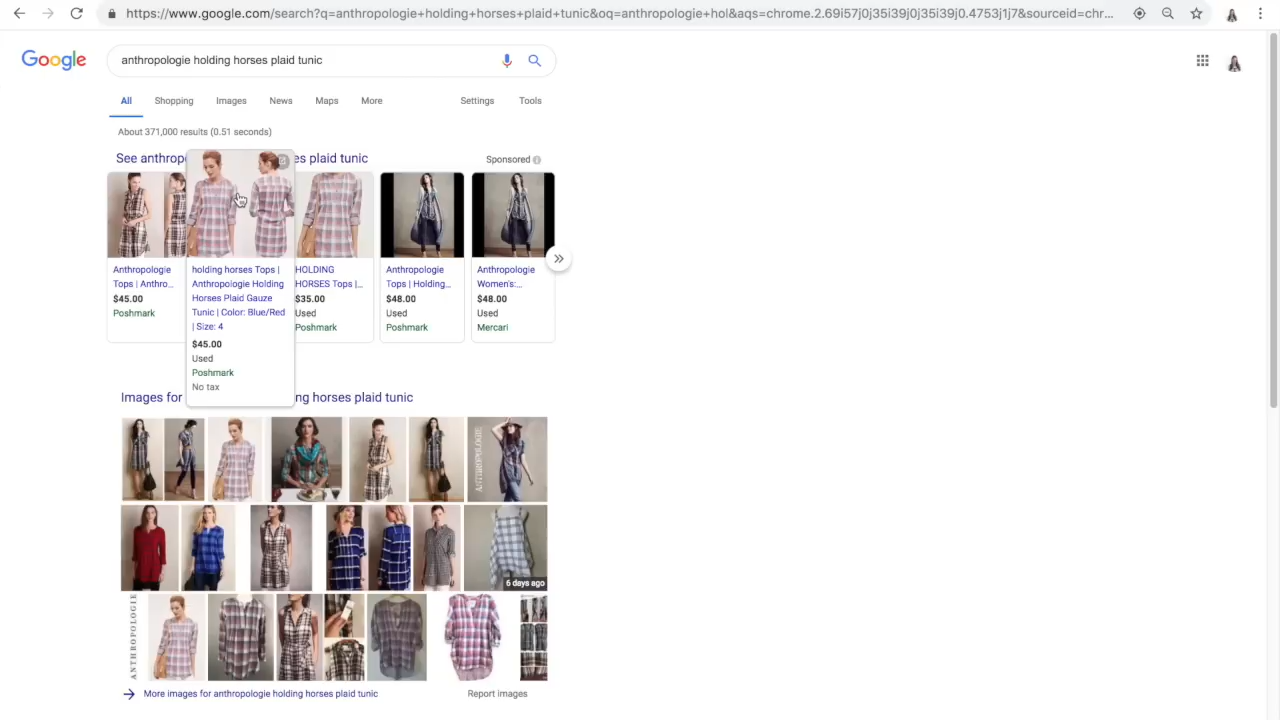 https://www.google.com/search?q=anthropologie+holding+horses+plaid+tunic&oq=anthropologie+hol&aqs=chrome.2.69i57j0j35i39j0j35i39j0.4753j1j7&sourceid=chr...
Google
anthropologie holding horses plaid tunic
All Shopping Images News Maps More Settings Tools
About 371,000 results (0.51 seconds)
See anthrop es plaid tunic Sponsored
Anthropologie
Tops | Anthro...
$45.00
Poshmark
holding horses Tops |
Anthropologie Holding
Horses Plaid Gauze
Tunic | Color: Blue/Red
| Size: 4
$45.00
Used
Poshmark
No tax
HOLDING
HORSES Tops |...
$35.00
Used
Poshmark
Anthropologie
Tops | Holding...
$48.00
Used
Poshmark
Anthropologie
Women's:...
$48.00
Used
Mercari
Images for ng horses plaid tunic
ANTHROPOLOGIE
6 days ago
ANTHROPOLOGIE
More images for anthropologie holding horses plaid tunic Report images